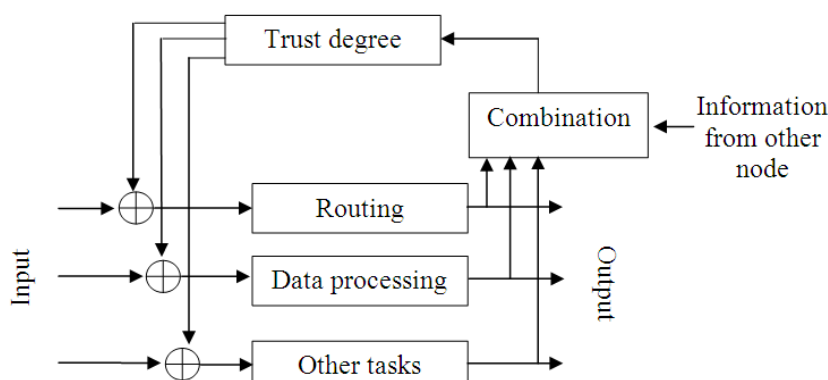 Trust degree
Combination
Information
from other
node
Routing
Data processing
Other tasks
Input
Output